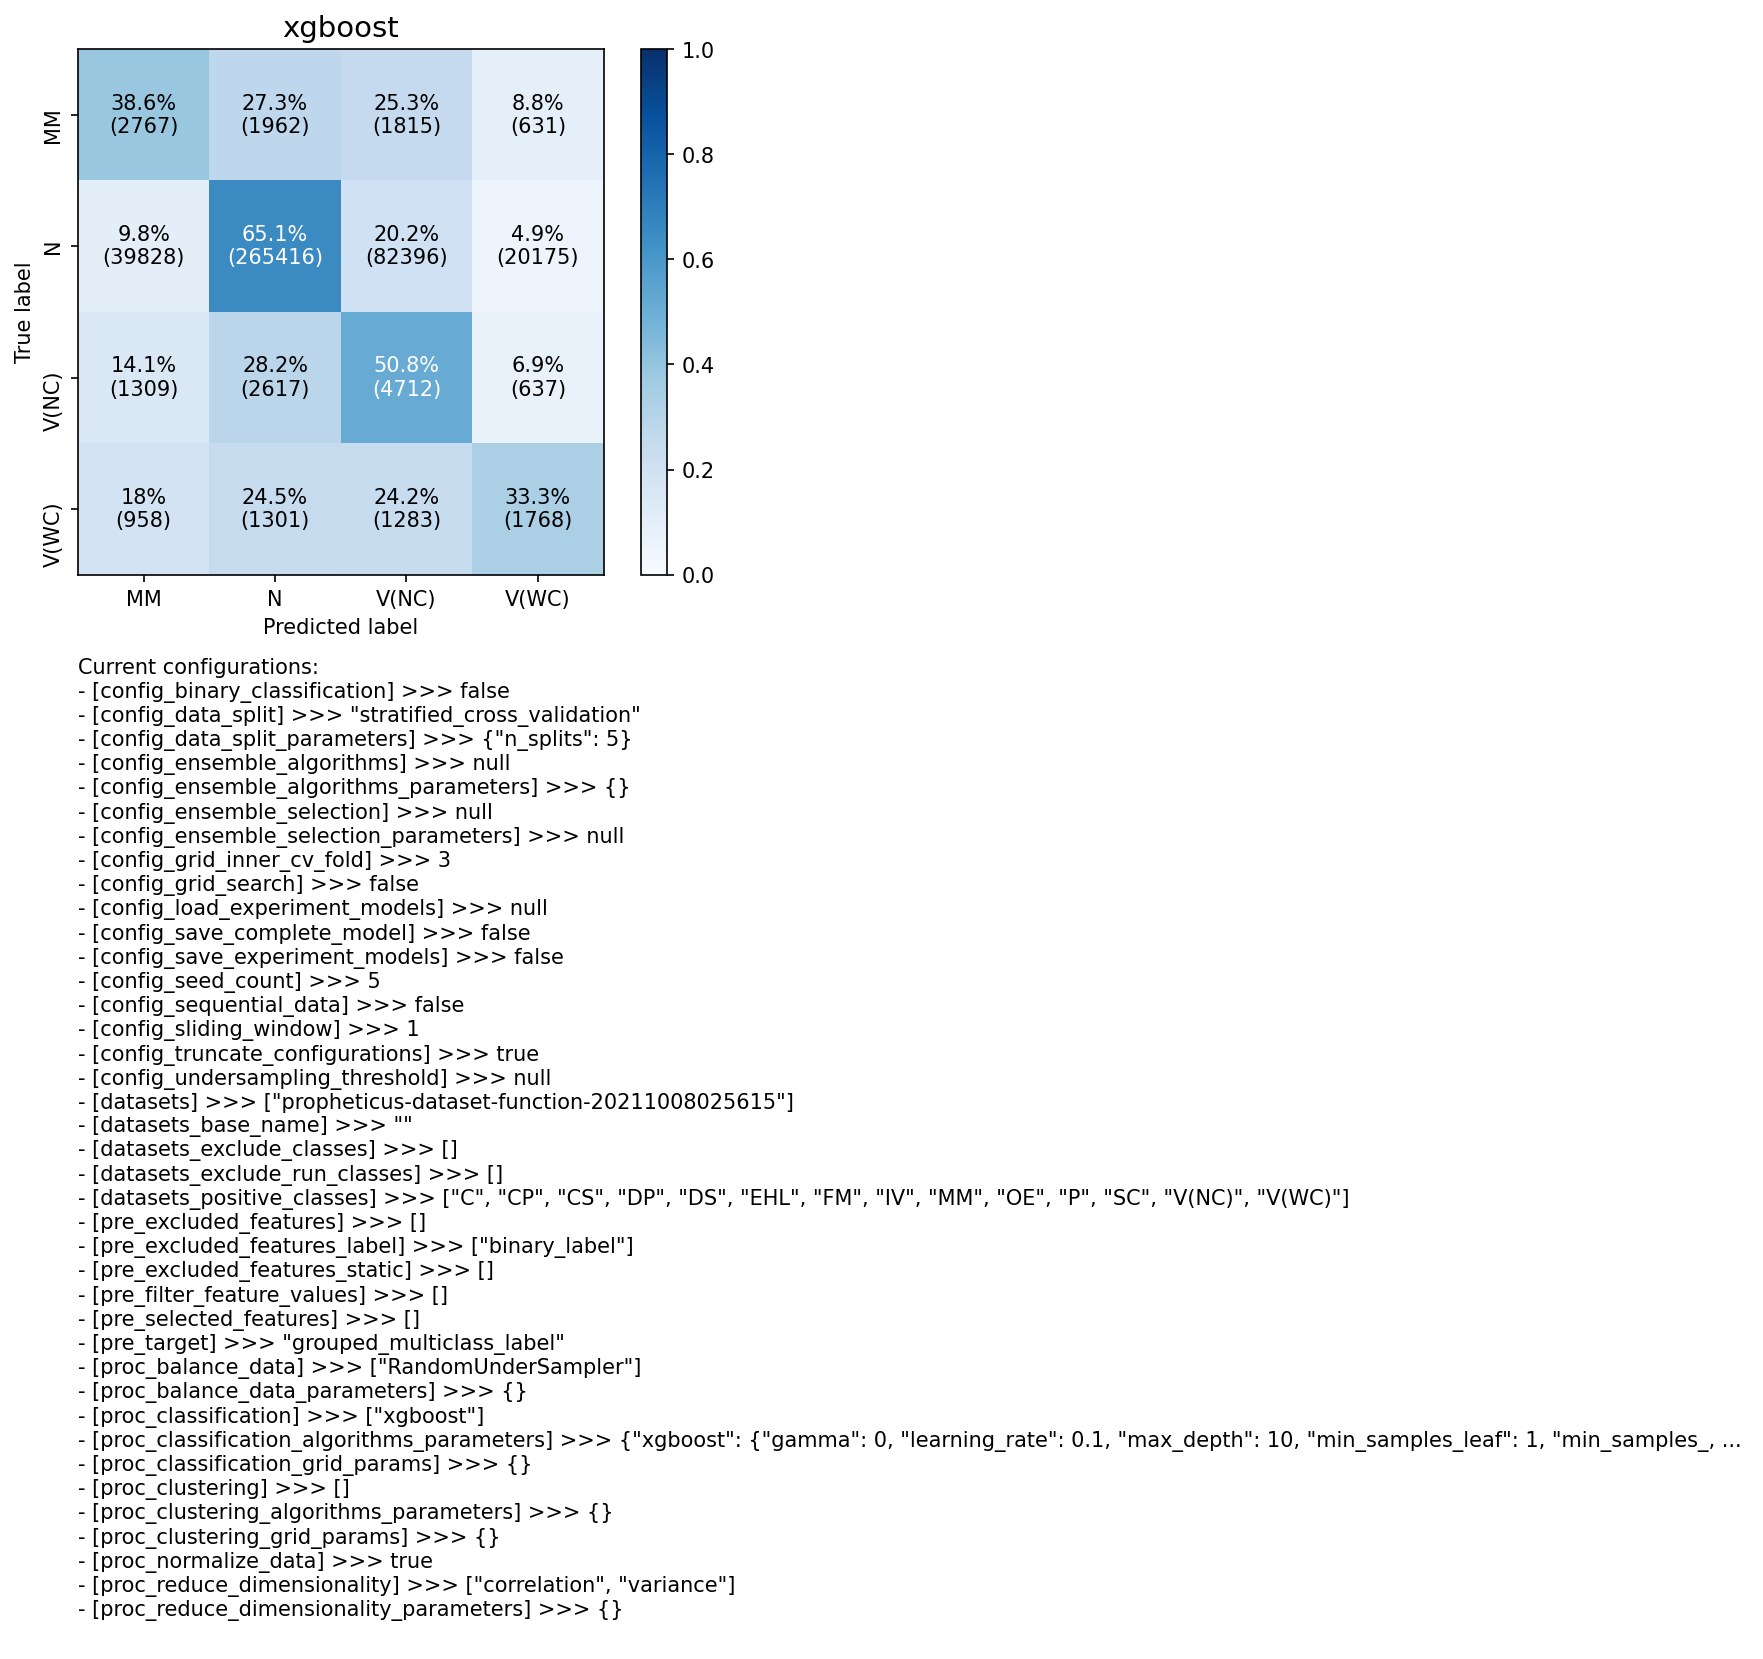 xgboost
38.6% 27.3% 25.3% 8.8%
(2767) (1962) (1815) (631)
9.8% 65.1% 20.2% 4.9%
(39828) (265416) (82396) (20175)
14.1% 28.2% 50.8% 6.9%
(1309) (2617) (4712) (637)
18% 24.5% 24.2% 33.3%
(958) (1301) (1283) (1768)
True label
MM
N
V(NC)
V(WC)
MM N V(NC) V(WC)
Predicted label
1.0
0.8
0.6
0.4
0.2
0.0
Current configurations:
- [config_binary_classification] >>> false
- [config_data_split] >>> "stratified_cross_validation"
- [config_data_split_parameters] >>> {"n_splits": 5}
- [config_ensemble_algorithms] >>> null
- [config_ensemble_algorithms_parameters] >>> {}
- [config_ensemble_selection] >>> null
- [config_ensemble_selection_parameters] >>> null
- [config_grid_inner_cv_fold] >>> 3
- [config_grid_search] >>> false
- [config_load_experiment_models] >>> null
- [config_save_complete_model] >>> false
- [config_save_experiment_models] >>> false
- [config_seed_count] >>> 5
- [config_sequential_data] >>> false
- [config_sliding_window] >>> 1
- [config_truncate_configurations] >>> true
- [config_undersampling_threshold] >>> null
- [datasets] >>> ["propheticus-dataset-function-20211008025615"]
- [datasets_base_name] >>> ""
- [datasets_exclude_classes] >>> []
- [datasets_exclude_run_classes] >>> []
- [datasets_positive_classes] >>> ["C", "CP", "CS", "DP", "DS", "EHL", "FM", "IV", "MM", "OE", "P", "SC", "V(NC)", "V(WC)"]
- [pre_excluded_features] >>> []
- [pre_excluded_features_label] >>> ["binary_label"]
- [pre_excluded_features_static] >>> []
- [pre_filter_feature_values] >>> []
- [pre_selected_features] >>> []
- [pre_target] >>> "grouped_multiclass_label"
- [proc_balance_data] >>> ["RandomUnderSampler"]
- [proc_balance_data_parameters] >>> {}
- [proc_classification] >>> ["xgboost"]
- [proc_classification_algorithms_parameters] >>> {"xgboost": {"gamma": 0, "learning_rate": 0.1, "max_depth": 10, "min_samples_leaf": 1, "min_samples_, ...
- [proc_classification_grid_params] >>> {}
- [proc_clustering] >>> []
- [proc_clustering_algorithms_parameters] >>> {}
- [proc_clustering_grid_params] >>> {}
- [proc_normalize_data] >>> true
- [proc_reduce_dimensionality] >>> ["correlation", "variance"]
- [proc_reduce_dimensionality_parameters] >>> {}